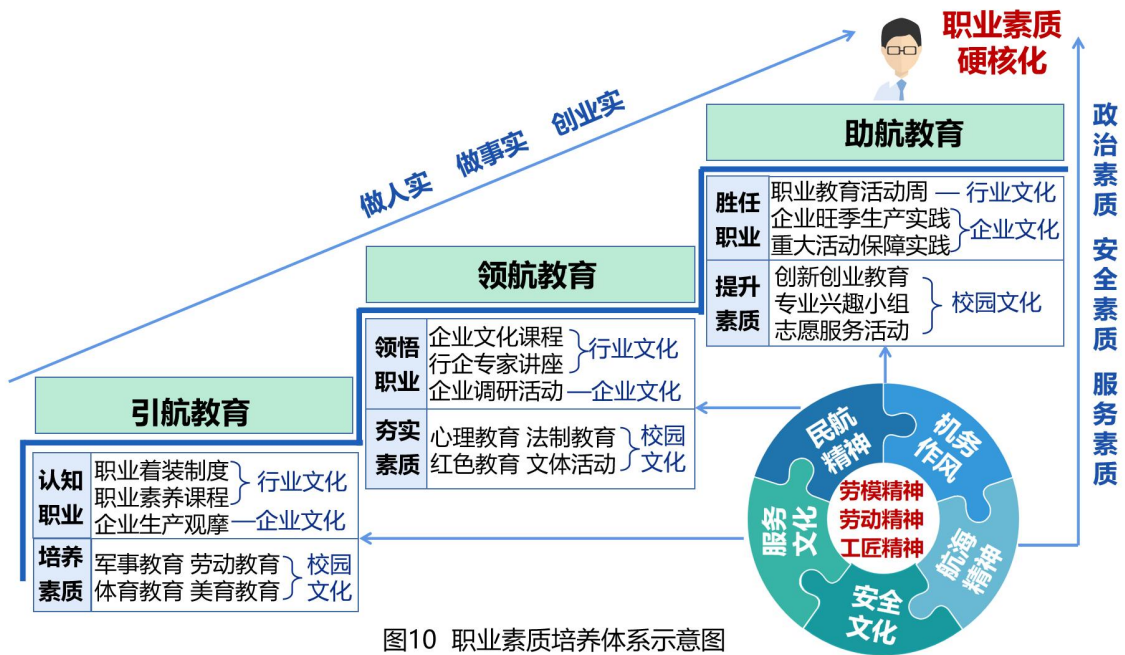 职业素质
硬核化
做人实 做事实 创业实
政治素质 安全素质 服务素质
助航教育
胜任
职业
职业教育活动周 — 行业文化
企业旺季生产实践
重大活动保障实践
企业文化
提升
素质
创新创业教育
专业兴趣小组
志愿服务活动
校园文化
领航教育
领悟
职业
企业文化课程
行企专家讲座
行业文化
企业调研活动 — 企业文化
夯实
素质
心理教育 法制教育
红色教育 文体活动
校园
文化
引航教育
认知
职业
职业着装制度
职业素养课程
行业文化
企业生产观摩 — 企业文化
培养
素质
军事教育 劳动教育
体育教育 美育教育
校园
文化
民航
精神
机务
作风
航海
精神
安全
文化
服务
文化
劳模精神
劳动精神
工匠精神
图10 职业素质培养体系示意图